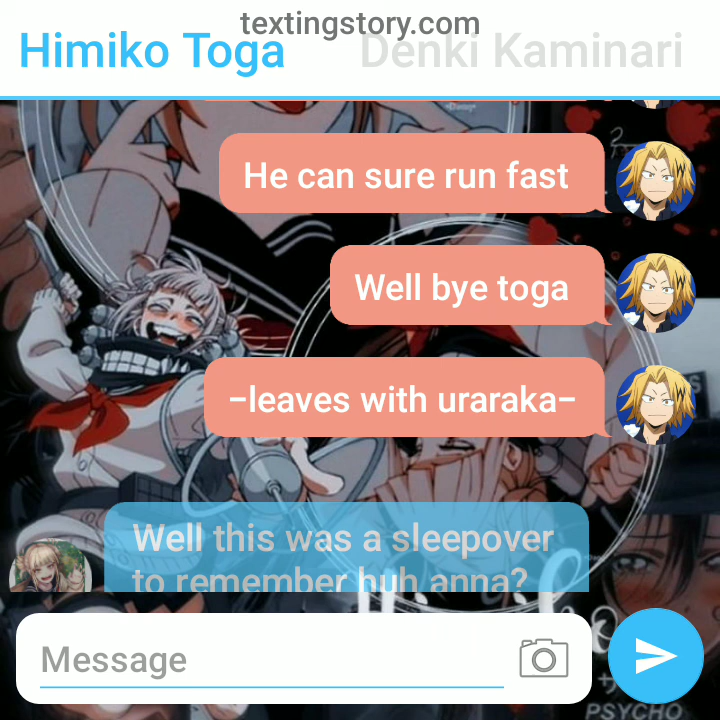 textingstory.com
Himiko Toga
Denki Kaminari
He can sure run fast
Well bye toga
-leaves with uraraka-
Well this was a sleepover
to remember huh anna?
Message
PSYCHO